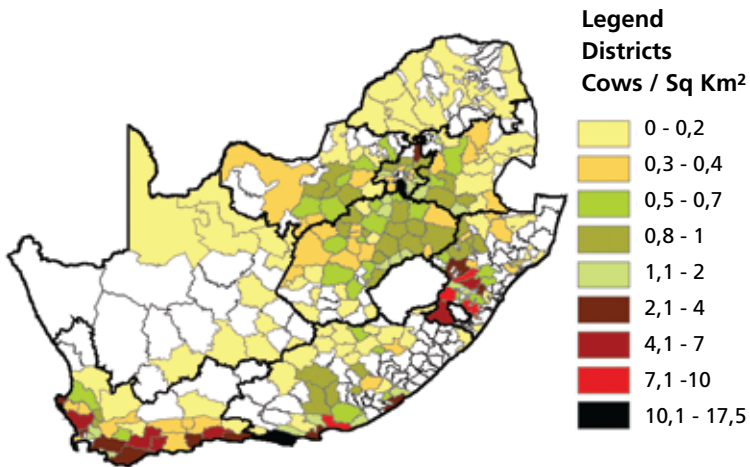 Legend
Districts
Cows / Sq Km²
0 - 0,2
0,3 - 0,4
0,5 - 0,7
0,8 - 1
1,1 - 2
2,1 - 4
4,1 - 7
7,1 -10
10,1 - 17,5